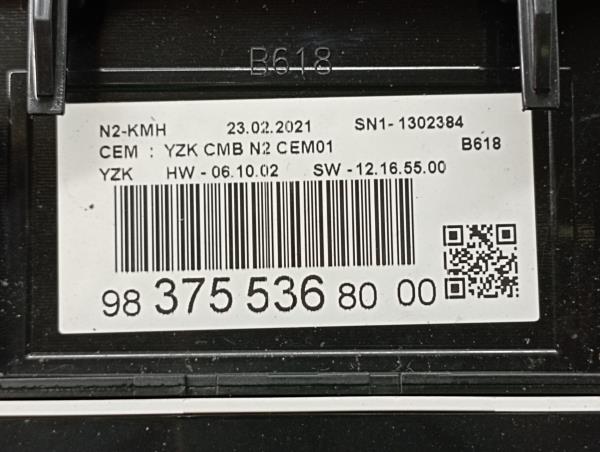 B618
N2-KMH 23.02.2021 SN1- 1302384
CEM : YZK CMB N2 CEM01 B618
YZK HW - 06.10.02 SW - 12.16.55.00
98 375 536 80 00